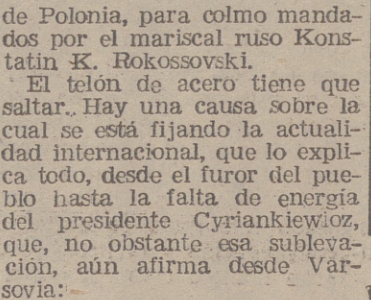 de Polonia, para colmo manda-
dos por el mariscal ruso Kons-
tatin K. Rokossovski.
El telón de acero tiene que
saltar. Hay una causa sobre la
cual se está fijando la actuali-
dad internacional, que lo expli-
ca todo, desde el furor del pue-
blo hasta la falta de energía
del presidente Cyriankiewioz,
que, no obstante esa subleva-
ción, aún afirma desde Var-
sovia: